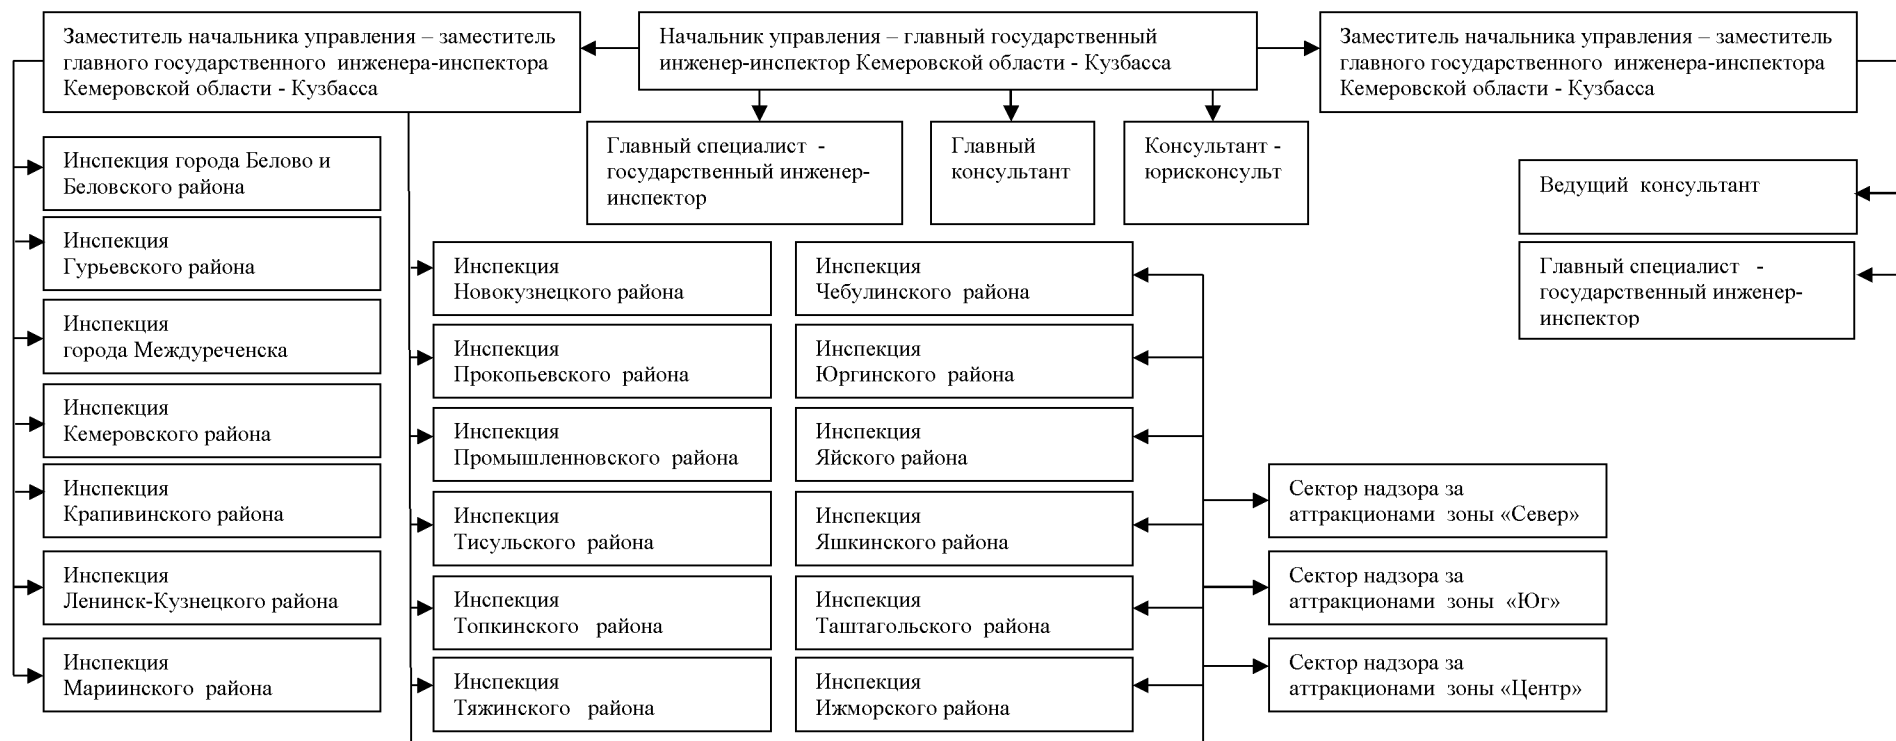 Заместитель начальника управления – заместитель
главного государственного инженера-инспектора
Кемеровской области - Кузбасса
Начальник управления – главный государственный
инженер-инспектор Кемеровской области - Кузбасса
Заместитель начальника управления – заместитель
главного государственного инженера-инспектора
Кемеровской области - Кузбасса
Главный специалист -
государственный инженер-
инспектор
Главный
консультант
Консультант -
юрисконсульт
Ведущий консультант
Главный специалист -
государственный инженер-
инспектор
Инспекция города Белово и
Беловского района
Инспекция
Гурьевского района
Инспекция
города Междуреченска
Инспекция
Кемеровского района
Инспекция
Крапивинского района
Инспекция
Ленинск-Кузнецкого района
Инспекция
Мариинского района
Инспекция
Новокузнецкого района
Инспекция
Прокопьевского района
Инспекция
Промышленновского района
Инспекция
Тисульского района
Инспекция
Топкинского района
Инспекция
Тяжинского района
Инспекция
Чебулинского района
Инспекция
Юргинского района
Инспекция
Яйского района
Инспекция
Яшкинского района
Инспекция
Таштагольского района
Инспекция
Ижморского района
Сектор надзора за
аттракционами зоны «Север»
Сектор надзора за
аттракционами зоны «Юг»
Сектор надзора за
аттракционами зоны «Центр»